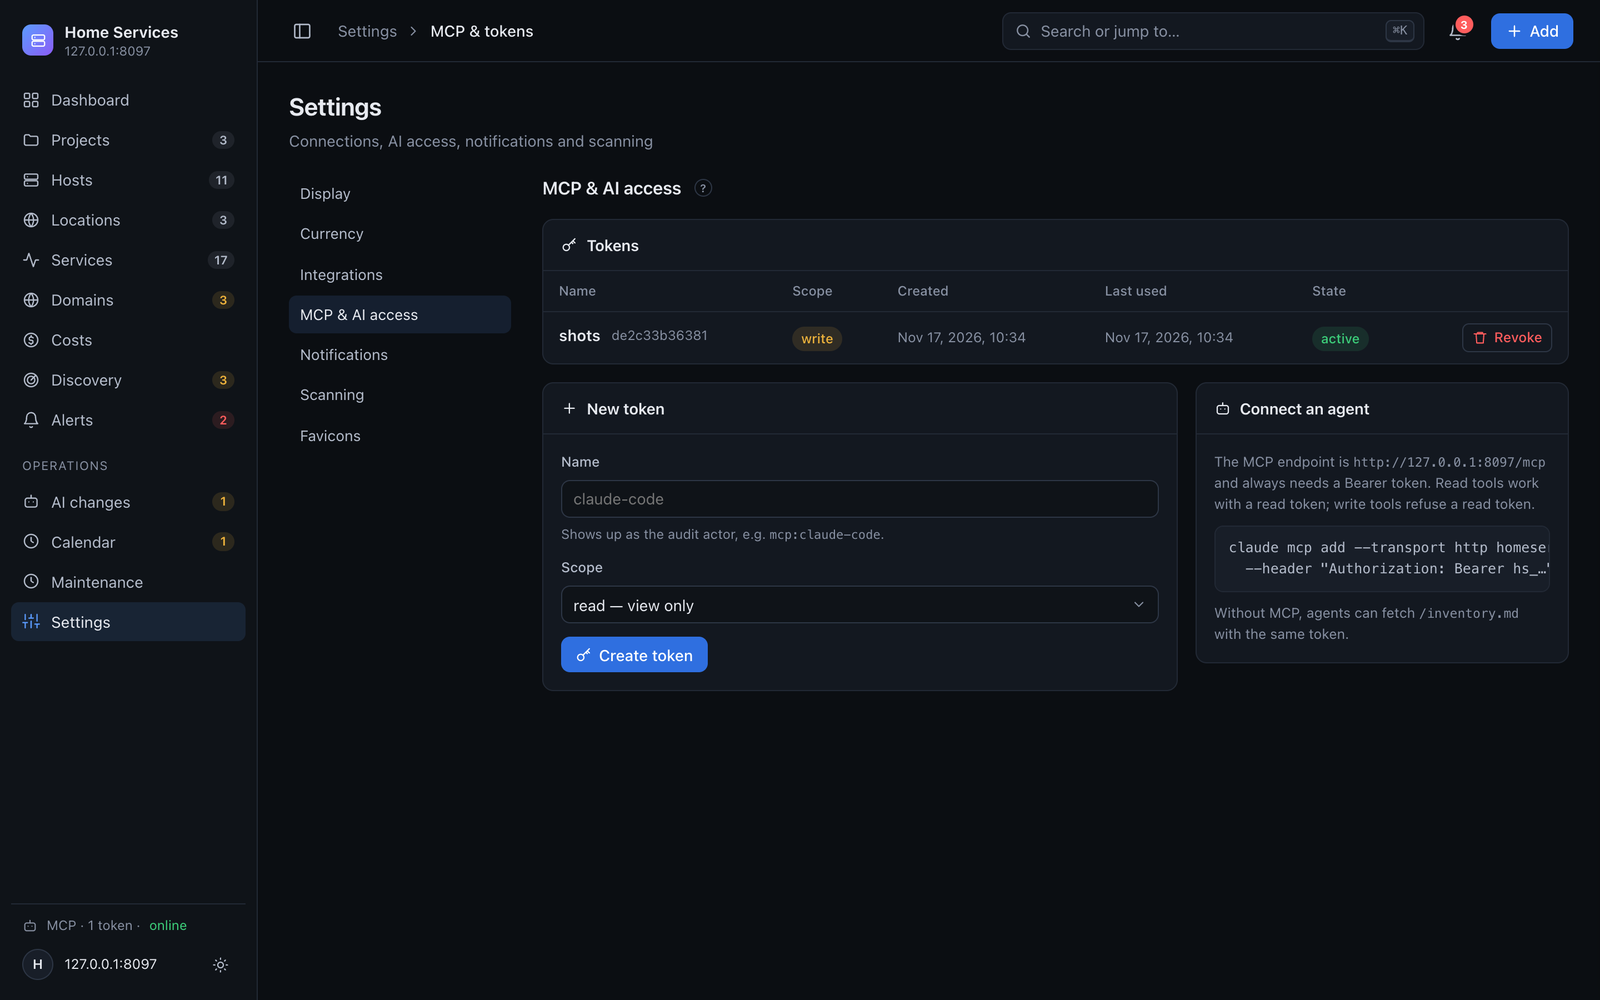 Home Services
127.0.0.1:8097
Dashboard
Projects 3
Hosts 11
Locations 3
Services 17
Domains 3
Costs
Discovery 3
Alerts 2
OPERATIONS
AI changes 1
Calendar 1
Maintenance
Settings
MCP · 1 token · online
H 127.0.0.1:8097
Settings > MCP & tokens
Search or jump to... ⌘K
3
+ Add
Settings
Connections, AI access, notifications and scanning
Display
Currency
Integrations
MCP & AI access
Notifications
Scanning
Favicons
MCP & AI access ?
Tokens
Name Scope Created Last used State
shots de2c33b36381 write Nov 17, 2026, 10:34 Nov 17, 2026, 10:34 active Revoke
+ New token
Name
claude-code
Shows up as the audit actor, e.g. mcp:claude-code.
Scope
read — view only
Create token
Connect an agent
The MCP endpoint is http://127.0.0.1:8097/mcp
and always needs a Bearer token. Read tools work
with a read token; write tools refuse a read token.
claude mcp add --transport http homese
--header "Authorization: Bearer hs_…"
Without MCP, agents can fetch /inventory.md
with the same token.